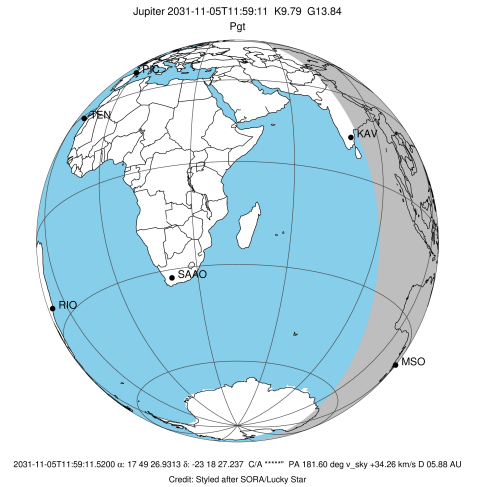 Jupiter 2031-11-05T11:59:11 K9.79 G13.84
Pgt
TEN
KAV
SAAO
RIO
MSO
2031-11-05T11:59:11.5200 α: 17 49 26.9313 δ: -23 18 27.237 C/A *****" PA 181.60 deg v_sky +34.26 km/s D 05.88 AU
Credit: Styled after SORA/Lucky Star